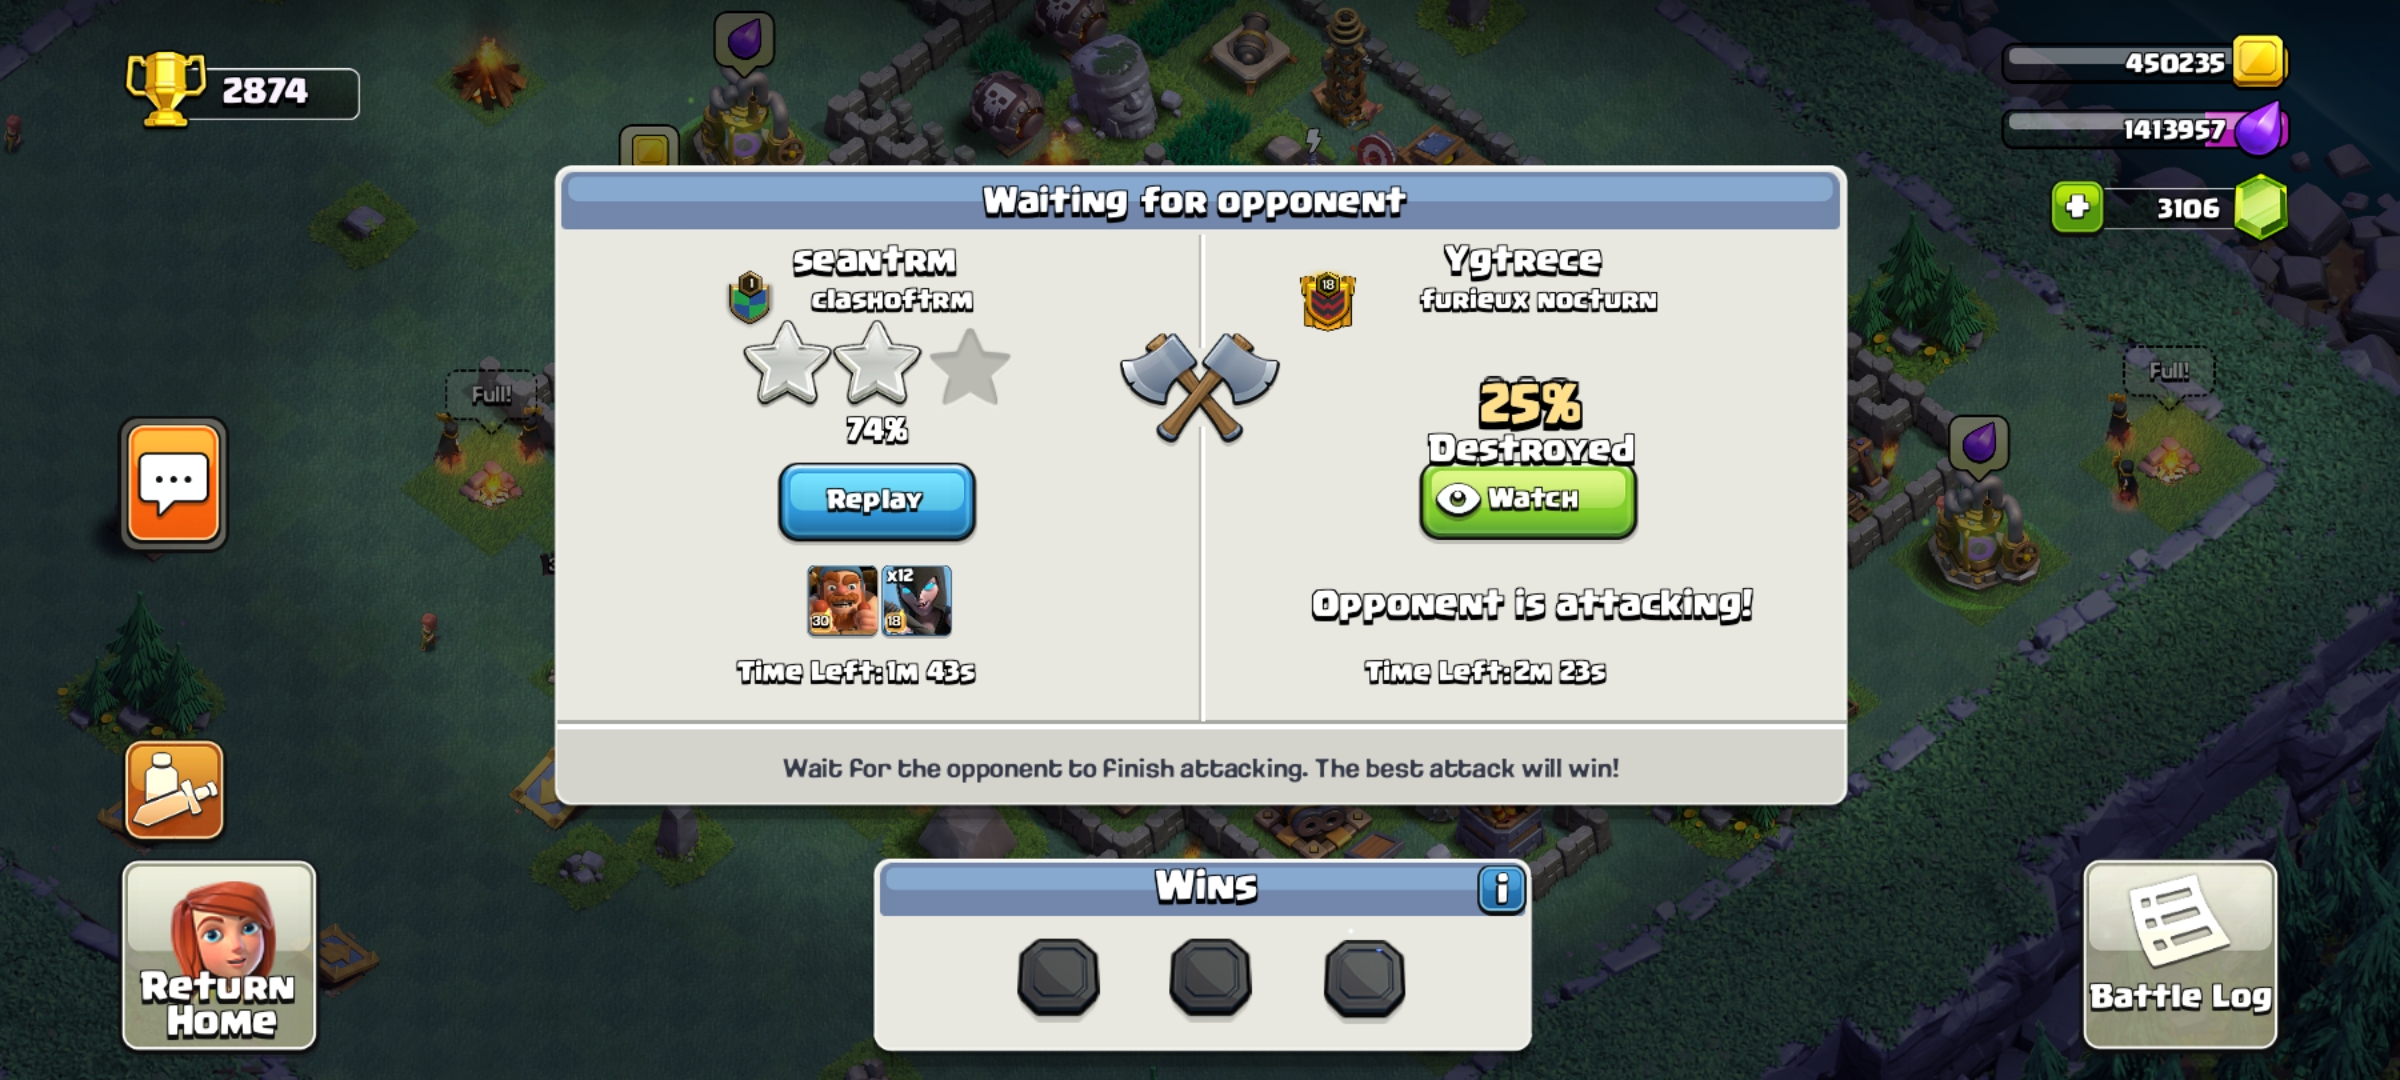 2874
450235
1413957
3106
Waiting for opponent
seantrm
clashoftrm
1
74%
Replay
30
x12
18
Time Left:1m 43s
Ygtrece
furieux nocturn
18
25%
Destroyed
Watch
Opponent is attacking!
Time Left:2m 23s
Wait for the opponent to finish attacking. The best attack will win!
Full!
Full!
Wins
i
Return
Home
Battle Log